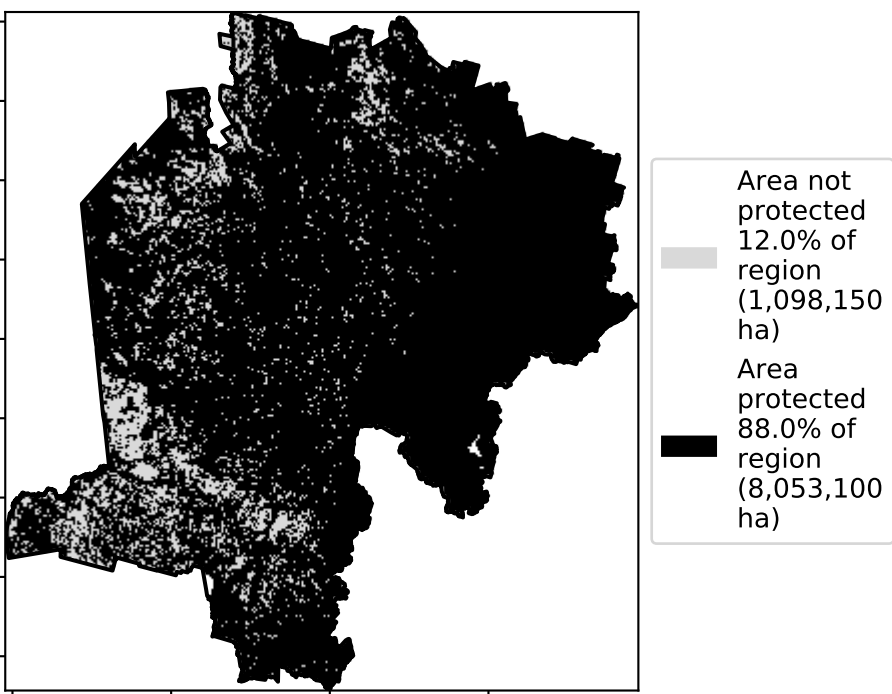 Area not
protected
12.0% of
region
(1,098,150
ha)
Area
protected
88.0% of
region
(8,053,100
ha)